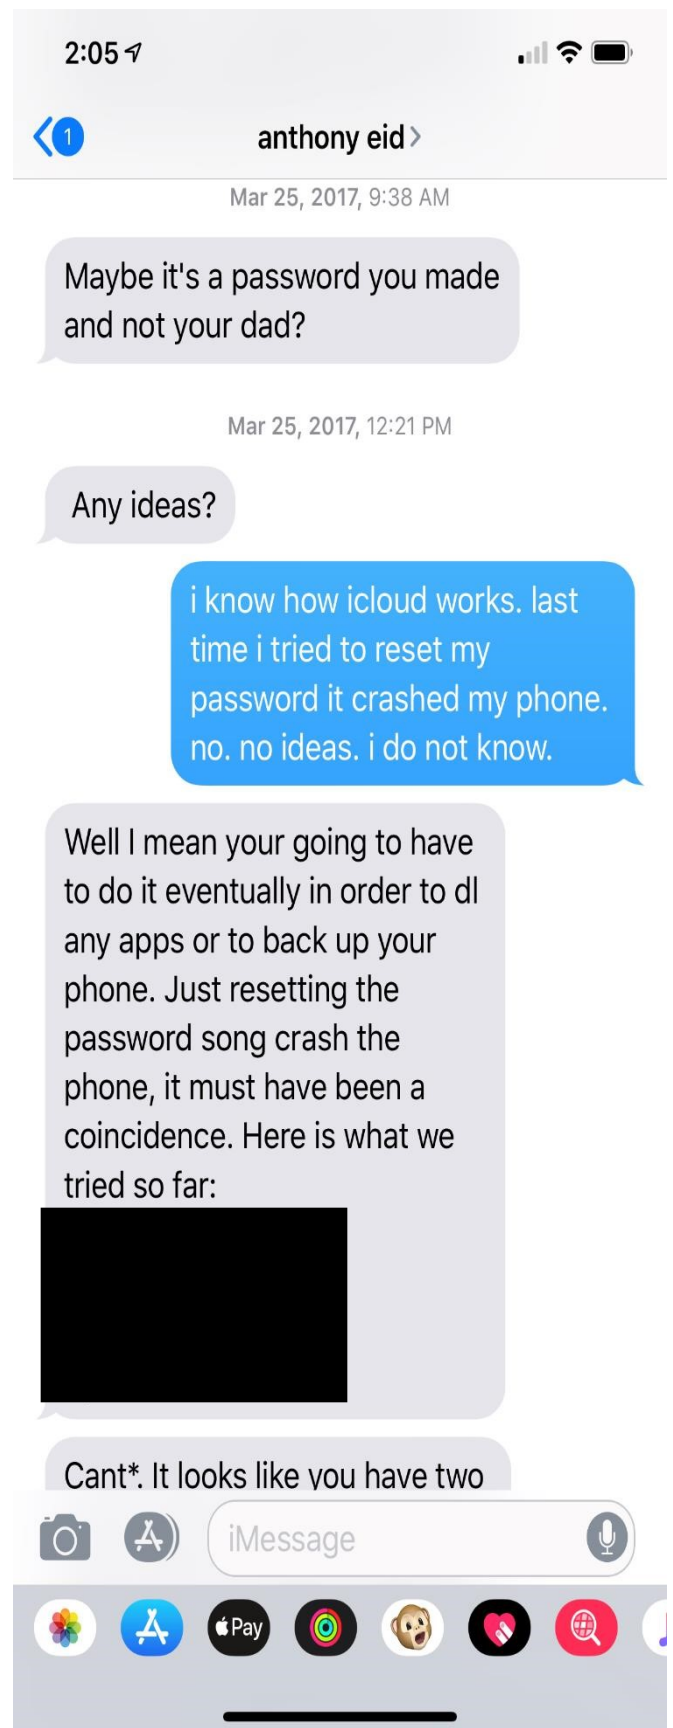 2:05
1
anthony eid
Mar 25, 2017, 9:38 AM
Maybe it's a password you made
and not your dad?
Mar 25, 2017, 12:21 PM
Any ideas?
i know how icloud works. last
time i tried to reset my
password it crashed my phone.
no. no ideas. i do not know.
Well I mean your going to have
to do it eventually in order to dl
any apps or to back up your
phone. Just resetting the
password song crash the
phone, it must have been a
coincidence. Here is what we
tried so far:
Cant*. It looks like you have two
iMessage
Pay